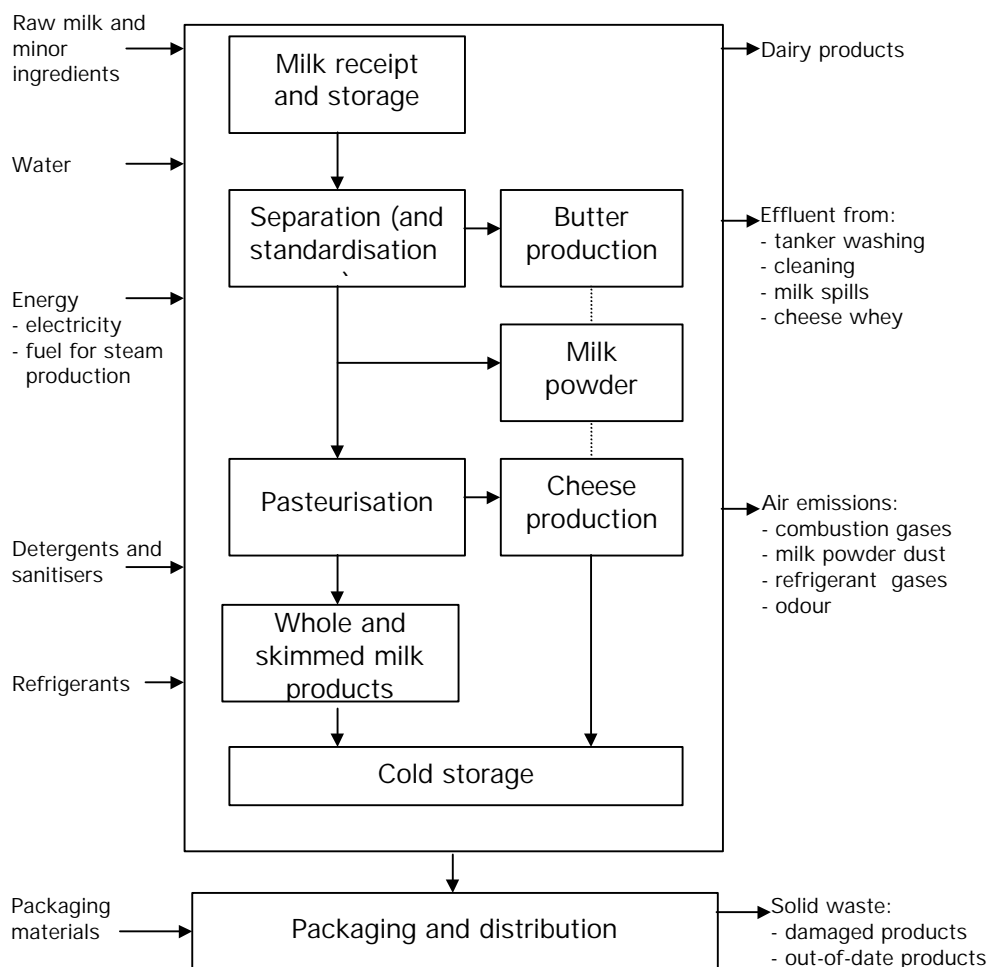 Raw milk and
minor
ingredients
Milk receipt
and storage
Dairy products
Water
Separation (and
standardisation
`
Butter
production
Effluent from:
- tanker washing
- cleaning
- milk spills
- cheese whey
Energy
- electricity
- fuel for steam
production
Milk
powder
Pasteurisation
Cheese
production
Air emissions:
- combustion gases
- milk powder dust
- refrigerant gases
- odour
Detergents and
sanitisers
Whole and
skimmed milk
products
Refrigerants
Cold storage
Packaging
materials
Packaging and distribution
Solid waste:
- damaged products
- out-of-date products